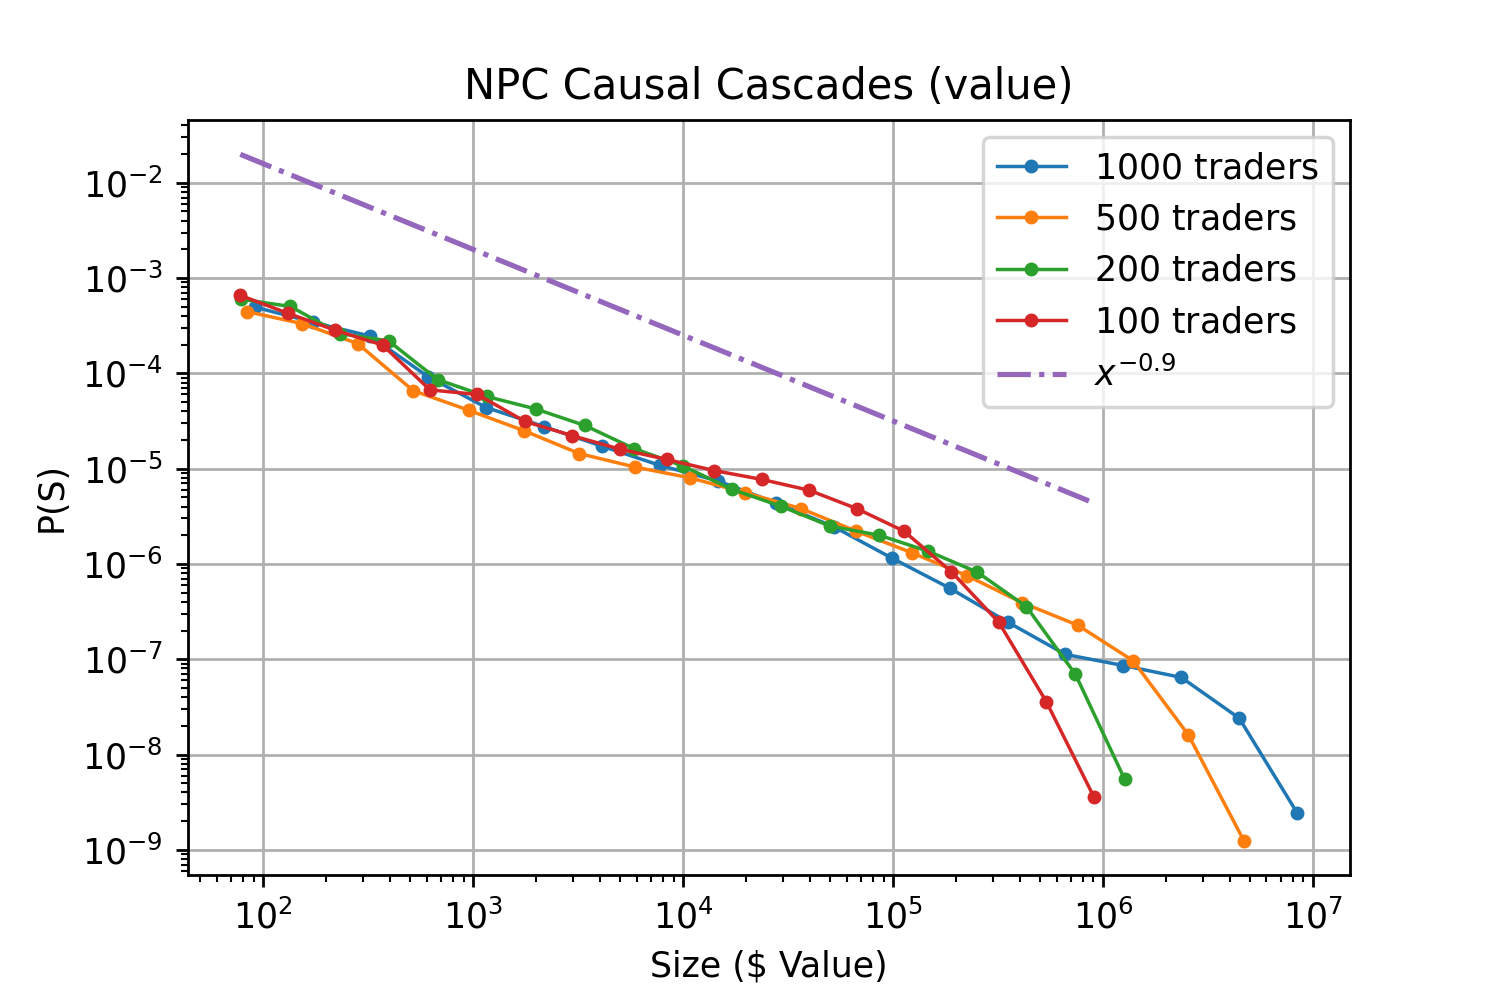 NPC Causal Cascades (value)
1000 traders
500 traders
200 traders
100 traders
x^{-0.9}
P(S)
10^{-2}
10^{-3}
10^{-4}
10^{-5}
10^{-6}
10^{-7}
10^{-8}
10^{-9}
10^2 10^3 10^4 10^5 10^6 10^7
Size ($ Value)